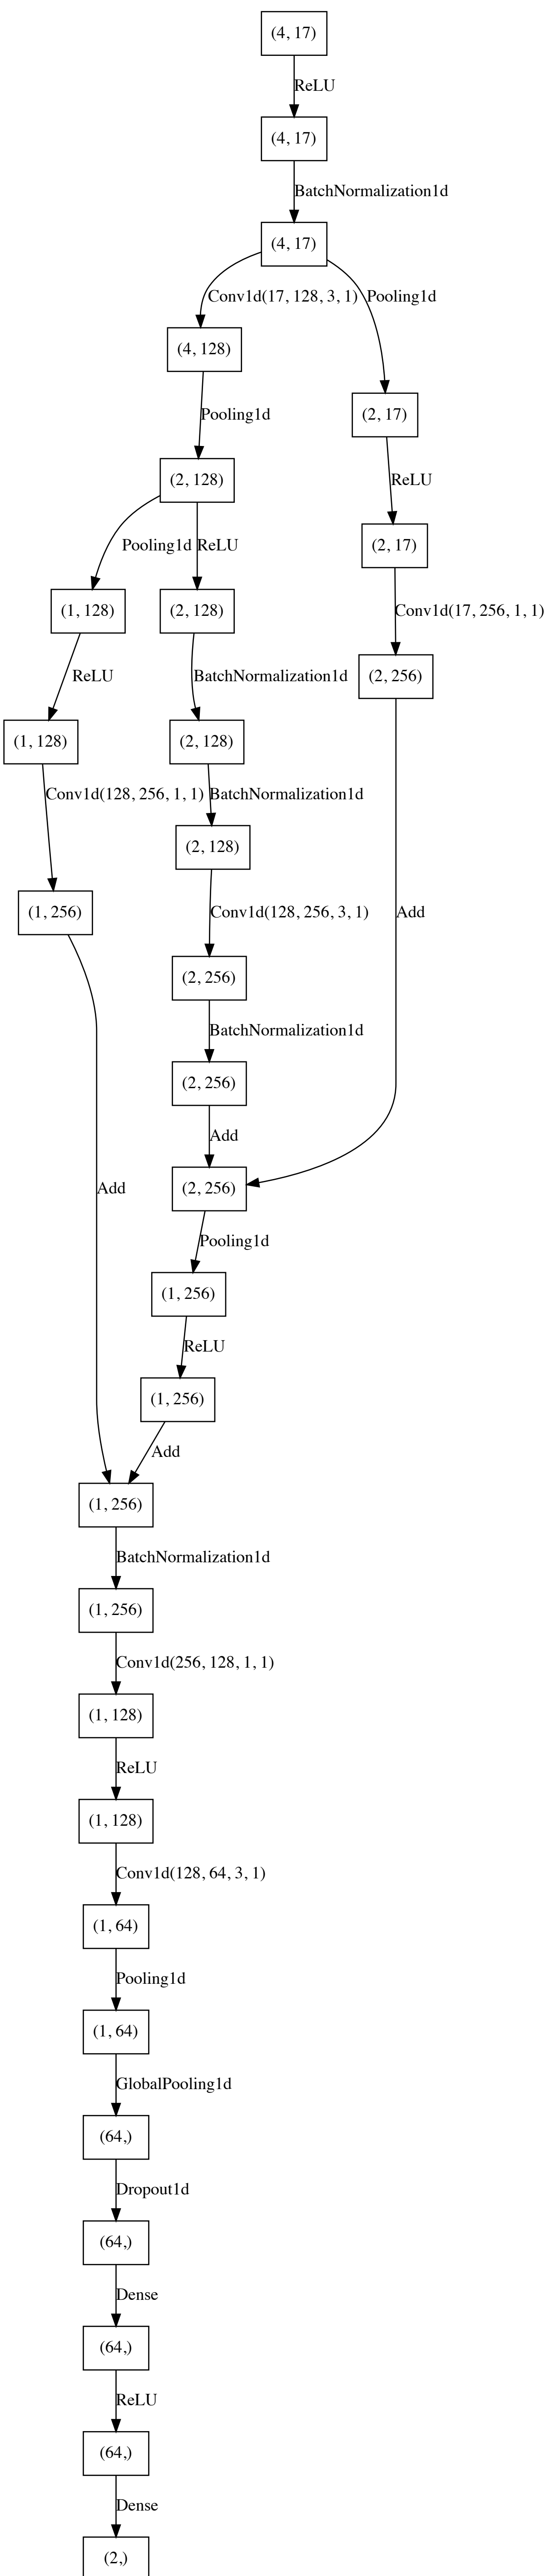 (4, 17)
ReLU
(4, 17)
BatchNormalization1d
(4, 17)
Conv1d(17, 128, 3, 1) Pooling1d
(4, 128)
Pooling1d
(2, 17)
(2, 128)
ReLU
Pooling1d ReLU
(2, 17)
(1, 128) (2, 128)
Conv1d(17, 256, 1, 1)
ReLU BatchNormalization1d
(2, 256)
(1, 128) (2, 128)
Conv1d(128, 256, 1, 1) BatchNormalization1d
(2, 128)
(1, 256) Conv1d(128, 256, 3, 1) Add
(2, 256)
BatchNormalization1d
(2, 256)
Add
Add (2, 256)
Pooling1d
(1, 256)
ReLU
(1, 256)
Add
(1, 256)
BatchNormalization1d
(1, 256)
Conv1d(256, 128, 1, 1)
(1, 128)
ReLU
(1, 128)
Conv1d(128, 64, 3, 1)
(1, 64)
Pooling1d
(1, 64)
GlobalPooling1d
(64,)
Dropout1d
(64,)
Dense
(64,)
ReLU
(64,)
Dense
(2,)